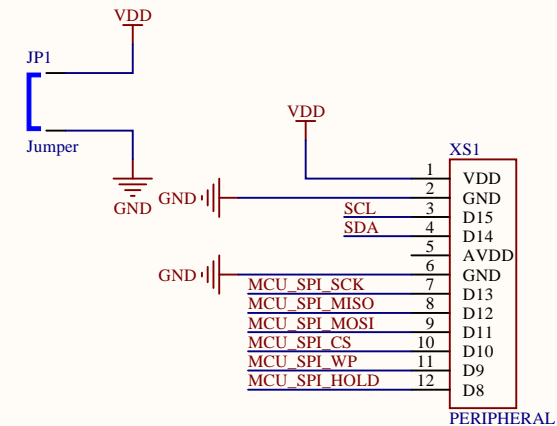 VDD
JP1
Jumper
GND
VDD
XS1
1 VDD
GND 2 GND
SCL 3 D15
SDA 4 D14
5 AVDD
GND 6 GND
MCU_SPI_SCK 7 D13
MCU_SPI_MISO 8 D12
MCU_SPI_MOSI 9 D11
MCU_SPI_CS 10 D10
MCU_SPI_WP 11 D9
MCU_SPI_HOLD 12 D8
PERIPHERAL